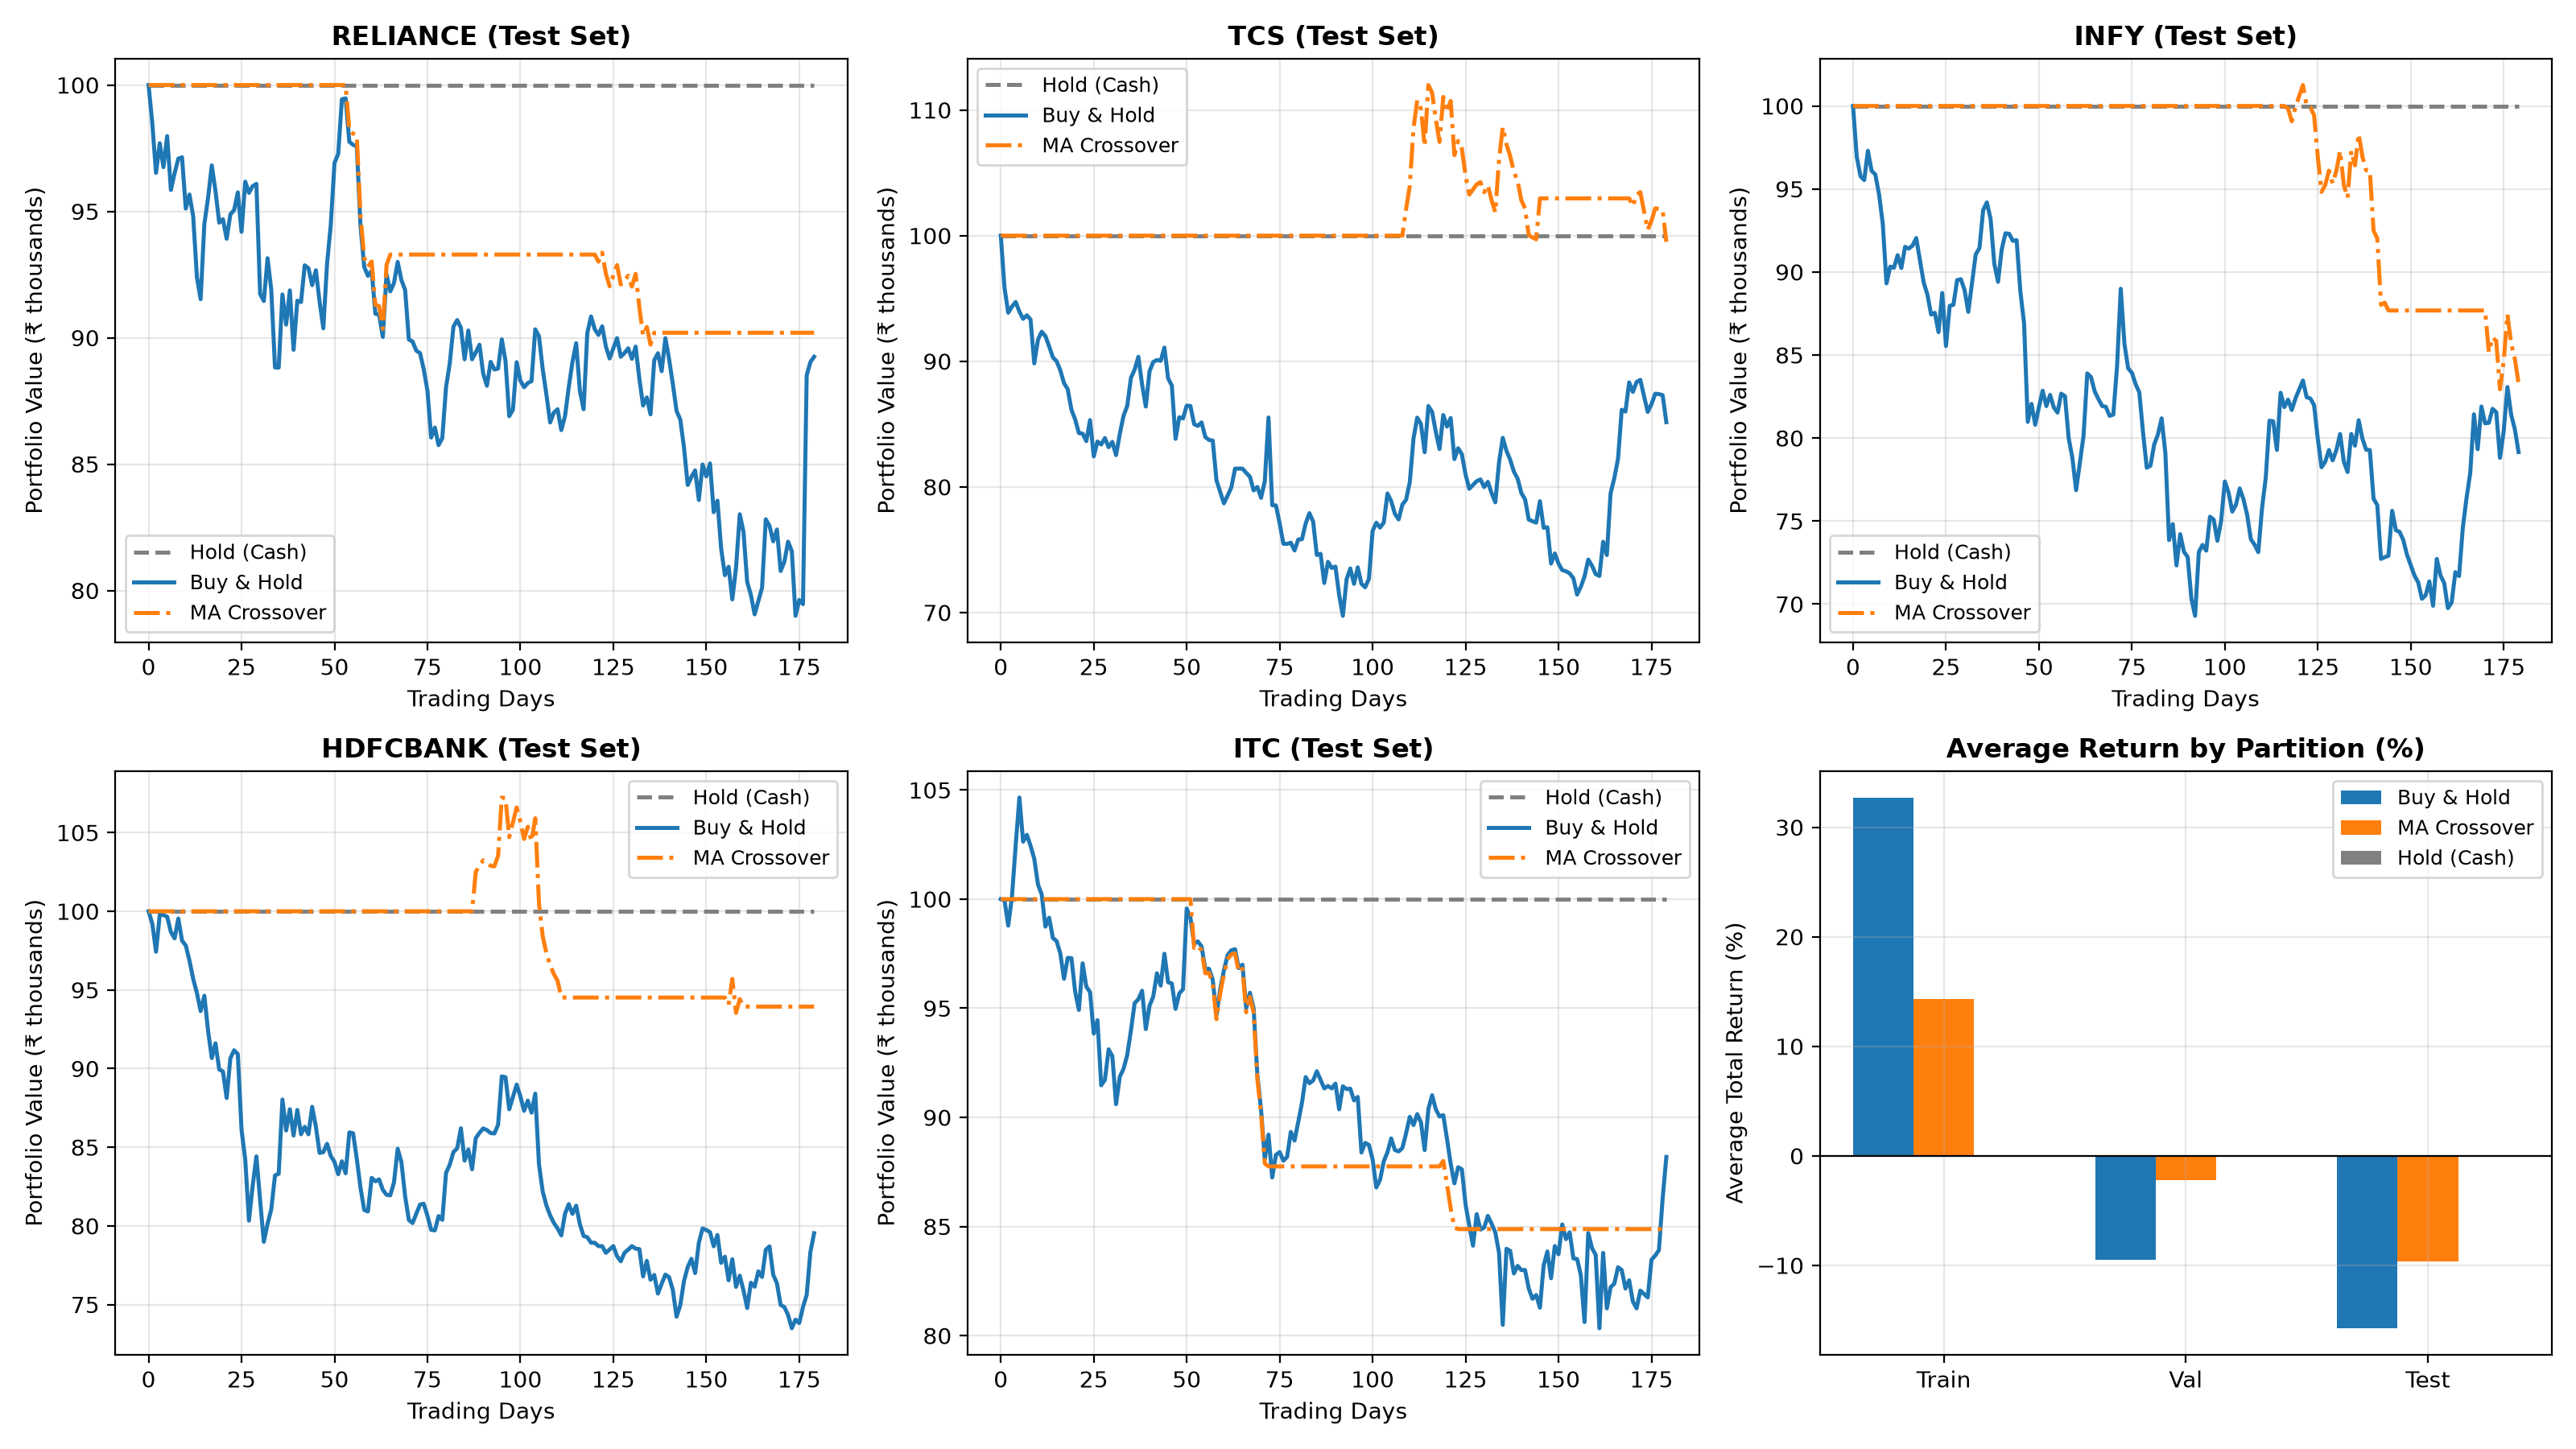 RELIANCE (Test Set)
Portfolio Value (₹ thousands)
100
95
90
85
80
Hold (Cash)
Buy & Hold
MA Crossover
0 25 50 75 100 125 150 175
Trading Days
TCS (Test Set)
Portfolio Value (₹ thousands)
110
100
90
80
70
Hold (Cash)
Buy & Hold
MA Crossover
0 25 50 75 100 125 150 175
Trading Days
INFY (Test Set)
Portfolio Value (₹ thousands)
100
95
90
85
80
75
70
Hold (Cash)
Buy & Hold
MA Crossover
0 25 50 75 100 125 150 175
Trading Days
HDFCBANK (Test Set)
Portfolio Value (₹ thousands)
105
100
95
90
85
80
75
Hold (Cash)
Buy & Hold
MA Crossover
0 25 50 75 100 125 150 175
Trading Days
ITC (Test Set)
Portfolio Value (₹ thousands)
105
100
95
90
85
80
Hold (Cash)
Buy & Hold
MA Crossover
0 25 50 75 100 125 150 175
Trading Days
Average Return by Partition (%)
Average Total Return (%)
30
20
10
0
−10
Buy & Hold
MA Crossover
Hold (Cash)
Train Val Test